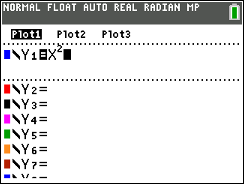 NORMAL FLOAT AUTO REAL RADIAN MP
Plot1 Plot2 Plot3
\Y₁=X²
\Y₂=
\Y₃=
\Y₄=
\Y₅=
\Y₆=
\Y₇=